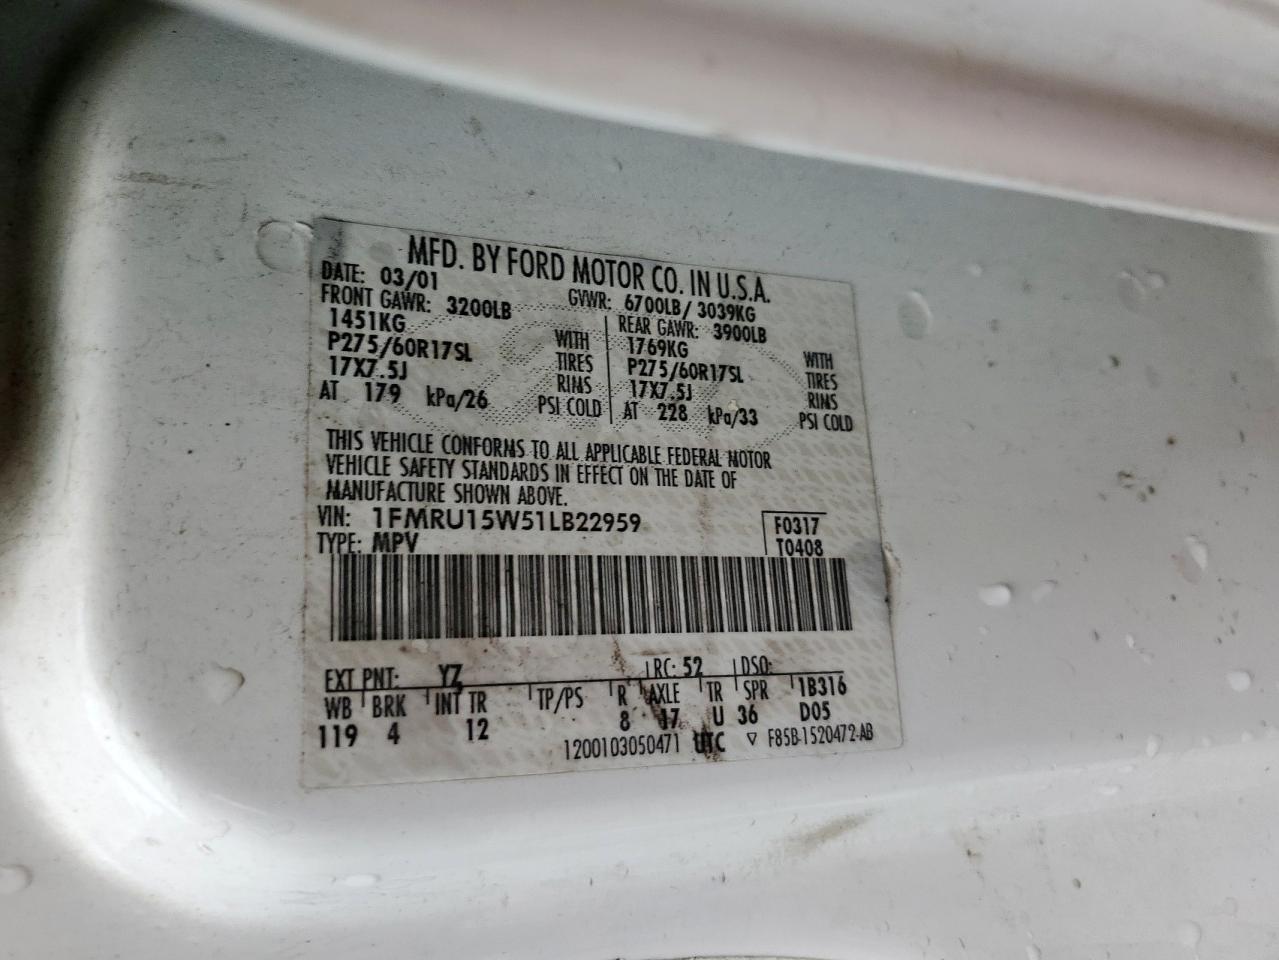 MFD. BY FORD MOTOR CO. IN U.S.A.
DATE: 03/01 GVWR: 6700LB/ 3039KG
FRONT GAWR: 3200LB REAR GAWR: 3900LB
1451KG WITH 1769KG WITH
P275/60R17SL TIRES P275/60R17SL TIRES
17X7.5J RIMS 17X7.5J RIMS
AT 179 kPa/26 PSI COLD AT 228 kPa/33 PSI COLD
THIS VEHICLE CONFORMS TO ALL APPLICABLE FEDERAL MOTOR
VEHICLE SAFETY STANDARDS IN EFFECT ON THE DATE OF
MANUFACTURE SHOWN ABOVE.
VIN: 1FMRU15W51LB22959 F0317
TYPE: MPV T0408
EXT PNT: YZ RC: 52 DSO:
WB BRK INT TR TP/PS R AXLE TR SPR 1B316
119 4 12 8 17 U 36 D05
1200103050471 UTC ▽ F85B-1520472-AB